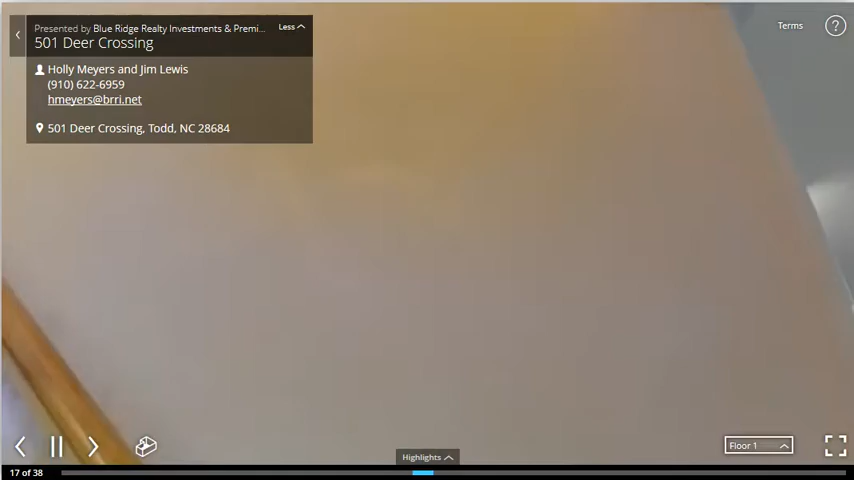 Presented by Blue Ridge Realty Investments & Premi...
Less
501 Deer Crossing
Holly Meyers and Jim Lewis
(910) 622-6959
hmeyers@brri.net
501 Deer Crossing, Todd, NC 28684
Terms
?
Floor 1
Highlights
17 of 38